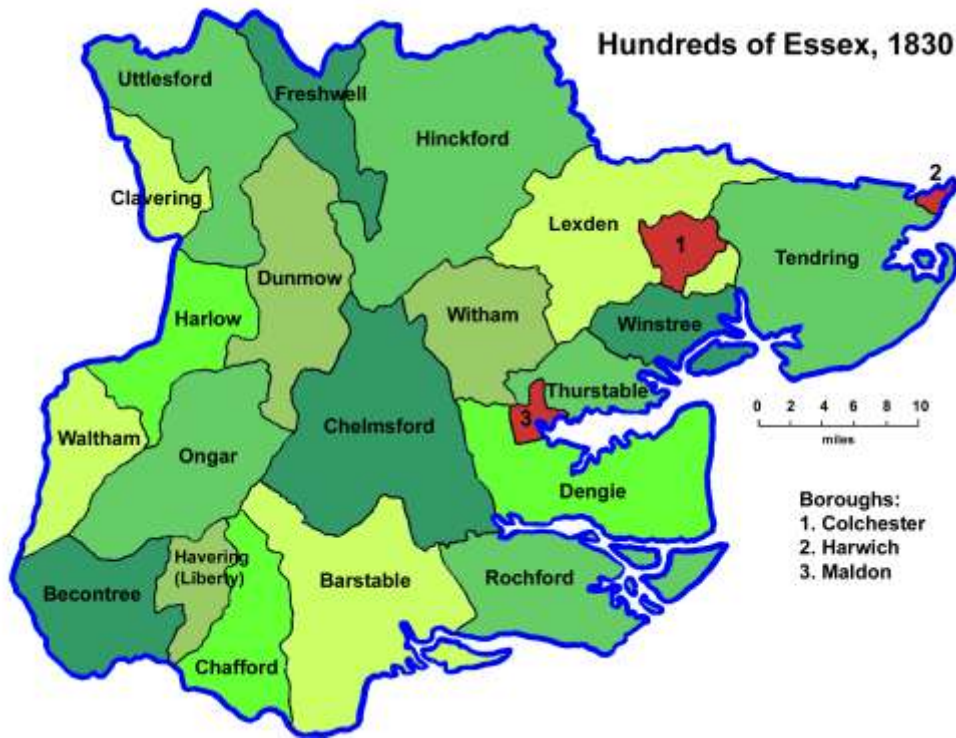 Hundreds of Essex, 1830
Uttlesford
Freshwell
Hinckford
Clavering
2
Lexden
1
Tendring
Dunmow
Harlow
Witham
Winstree
Thurstable
3
Waltham
Chelmsford
Ongar
Dengie
0 2 4 6 8 10
miles
Boroughs:
1. Colchester
2. Harwich
3. Maldon
Havering
(Liberty)
Becontree
Barstable
Rochford
Chafford